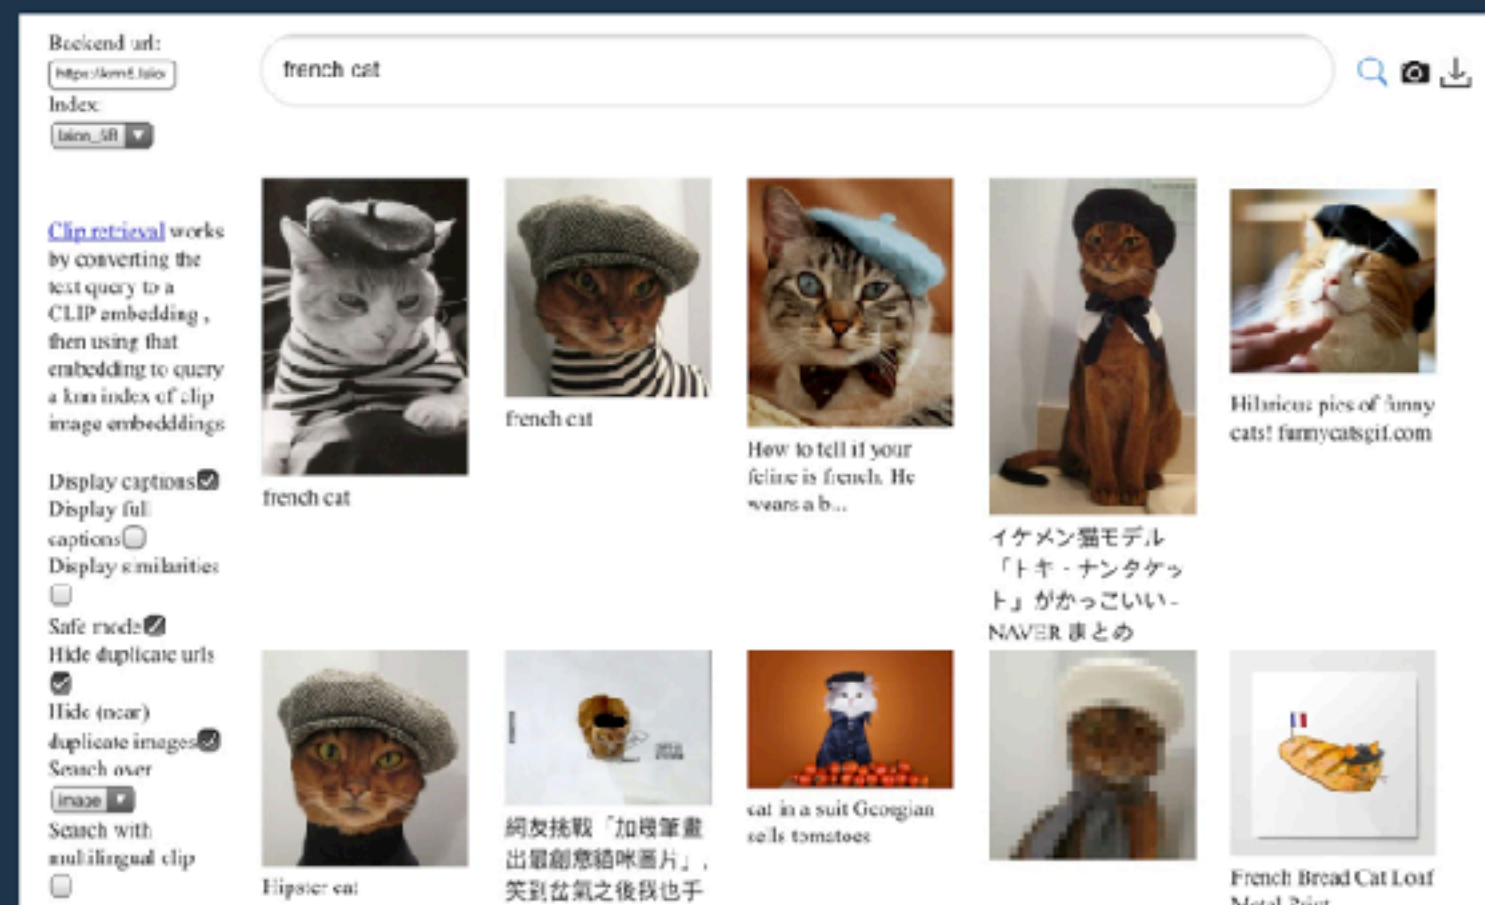 Backend url:
french cat
Index:
laion_5B
Clip retrieval works
by converting the
text query to a
CLIP embedding ,
then using that
embedding to query
a knn index of clip
image embedddings
Display captions
Display full
captions
Display similarities
Safe mode
Hide duplicate urls
Hide (near)
duplicate images
Search over
image
Search with
multilingual clip
french cat
french cat
How to tell if your
feline is french. He
wears a b...
イケメン猫モデル
「トキ・ナンタケッ
ト」がかっこいい -
NAVER まとめ
Hilarious pics of funny
cats! funnycatsgif.com
Hipster cat
網友挑戰「加幾筆畫
出最創意貓咪圖片」,
笑到岔氣之後我也手
cat in a suit Georgian
sells tomatoes
French Bread Cat Loaf
Metal Print